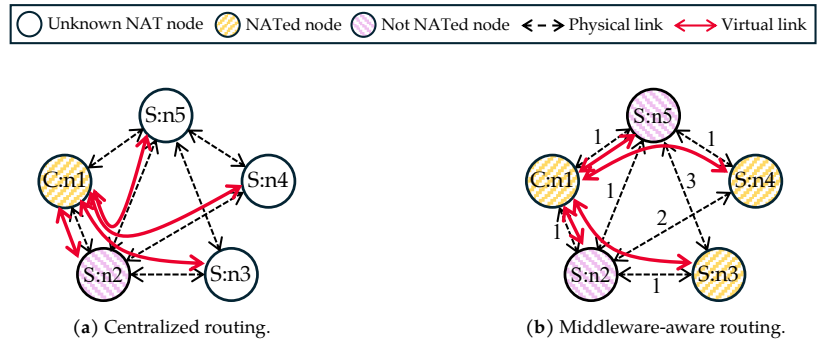 Unknown NAT node NATed node Not NATed node Physical link Virtual link
S:n5
C:n1
S:n4
S:n2
S:n3
(a) Centralized routing.
S:n5
1
1
C:n1
S:n4
1
3
2
1
S:n2
S:n3
1
(b) Middleware-aware routing.